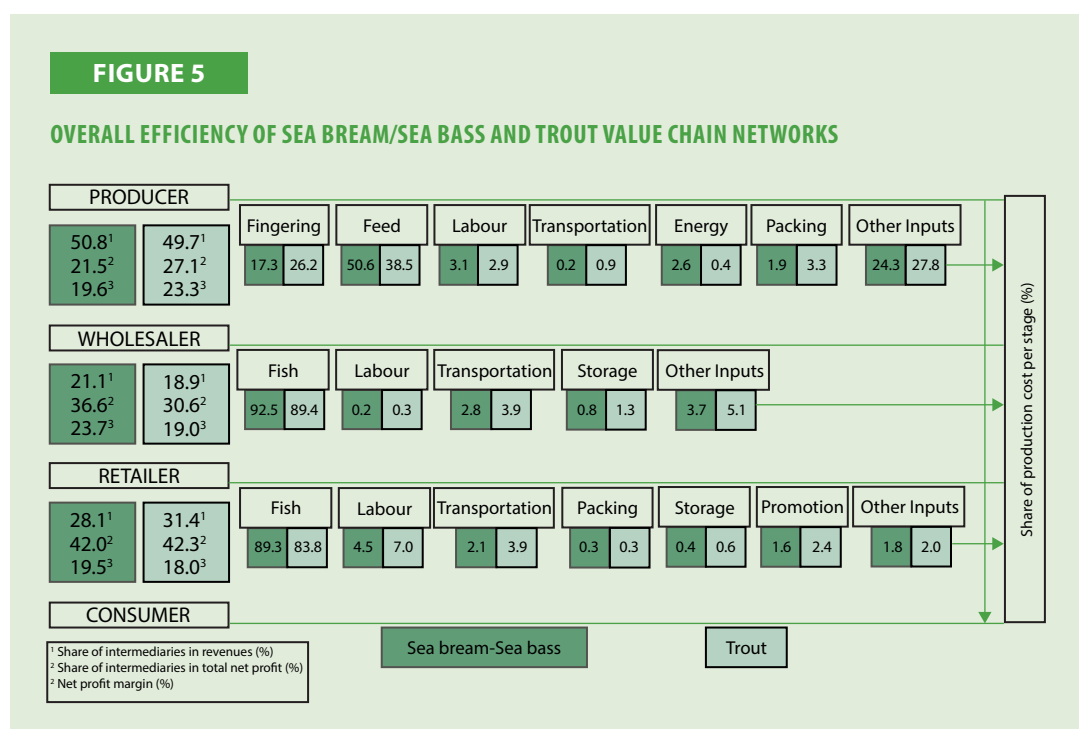 FIGURE 5
OVERALL EFFICIENCY OF SEA BREAM/SEA BASS AND TROUT VALUE CHAIN NETWORKS
PRODUCER
50.8¹ 49.7¹
21.5² 27.1²
19.6³ 23.3³
Fingering Feed Labour Transportation Energy Packing Other Inputs
17.3 26.2 50.6 38.5 3.1 2.9 0.2 0.9 2.6 0.4 1.9 3.3 24.3 27.8
WHOLESALER
21.1¹ 18.9¹
36.6² 30.6²
23.7³ 19.0³
Fish Labour Transportation Storage Other Inputs
92.5 89.4 0.2 0.3 2.8 3.9 0.8 1.3 3.7 5.1
RETAILER
28.1¹ 31.4¹
42.0² 42.3²
19.5³ 18.0³
Fish Labour Transportation Packing Storage Promotion Other Inputs
89.3 83.8 4.5 7.0 2.1 3.9 0.3 0.3 0.4 0.6 1.6 2.4 1.8 2.0
Share of production cost per stage (%)
CONSUMER
¹ Share of intermediaries in revenues (%)
² Share of intermediaries in total net profit (%)
² Net profit margin (%)
Sea bream-Sea bass
Trout